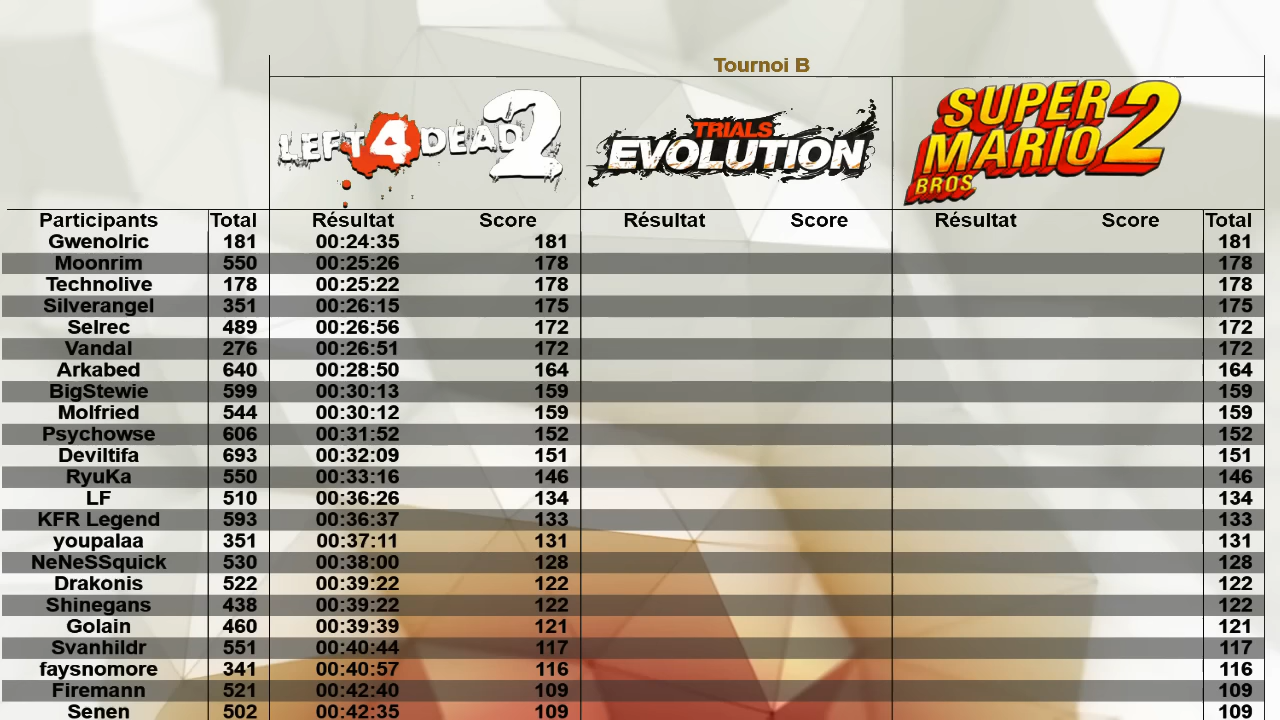 Tournoi B
LEFT 4 DEAD 2 TRIALS EVOLUTION SUPER MARIO BROS. 2
Participants Total Résultat Score Résultat Score Résultat Score Total
Gwenolric 181 00:24:35 181 181
Moonrim 550 00:25:26 178 178
Technolive 178 00:25:22 178 178
Silverangel 351 00:26:15 175 175
Selrec 489 00:26:56 172 172
Vandal 276 00:26:51 172 172
Arkabed 640 00:28:50 164 164
BigStewie 599 00:30:13 159 159
Molfried 544 00:30:12 159 159
Psychowse 606 00:31:52 152 152
Deviltifa 693 00:32:09 151 151
RyuKa 550 00:33:16 146 146
LF 510 00:36:26 134 134
KFR Legend 593 00:36:37 133 133
youpalaa 351 00:37:11 131 131
NeNeSSquick 530 00:38:00 128 128
Drakonis 522 00:39:22 122 122
Shinegans 438 00:39:22 122 122
Golain 460 00:39:39 121 121
Svanhildr 551 00:40:44 117 117
faysnomore 341 00:40:57 116 116
Firemann 521 00:42:40 109 109
Senen 502 00:42:35 109 109